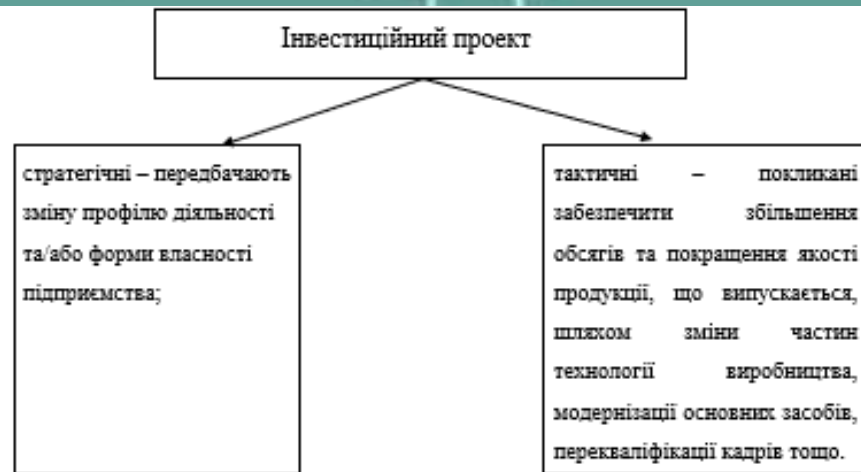 Інвестиційний проект
стратегічні – передбачають
зміну профілю діяльності
та/або форми власності
підприємства;
тактичні – покликані
забезпечити збільшення
обсягів та покращення якості
продукції, що випускається,
шляхом зміни частин
технології виробництва,
модернізації основних засобів,
перекваліфікації кадрів тощо.